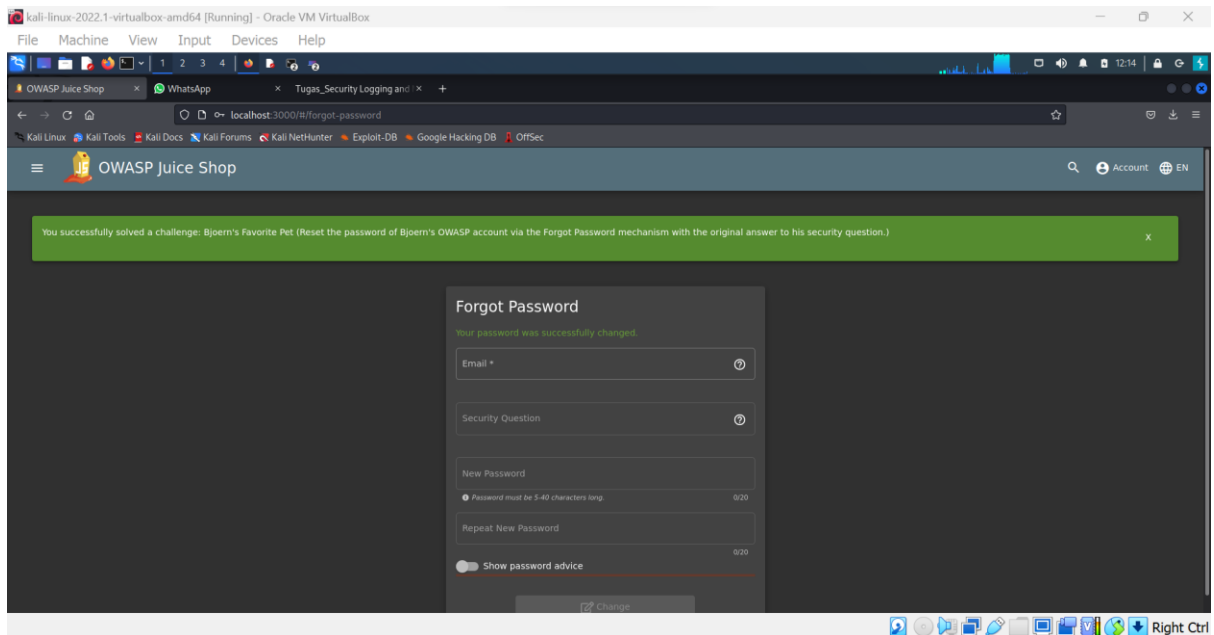 kali-linux-2022.1-virtualbox-amd64 [Running] - Oracle VM VirtualBox
File Machine View Input Devices Help
1 2 3 4 12:14
OWASP Juice Shop × WhatsApp × Tugas_Security Logging and × +
localhost:3000/#/forgot-password
Kali Linux Kali Tools Kali Docs Kali Forums Kali NetHunter Exploit-DB Google Hacking DB OffSec
OWASP Juice Shop Account EN
You successfully solved a challenge: Bjoern's Favorite Pet (Reset the password of Bjoern's OWASP account via the Forgot Password mechanism with the original answer to his security question.) X
Forgot Password
Your password was successfully changed.
Email *
Security Question
New Password
Password must be 5-40 characters long. 0/20
Repeat New Password
0/20
Show password advice
Change
Right Ctrl